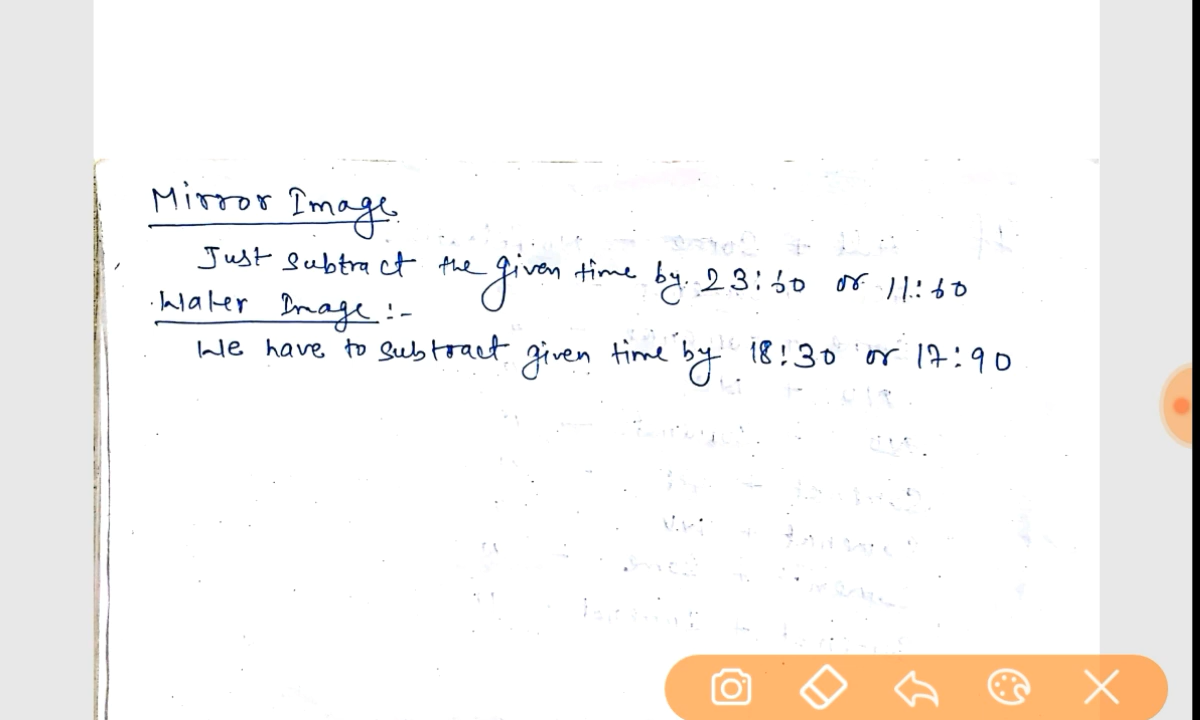 Mirror Image
Just subtract the given time by 23:60 or 11:60
Water Image :-
We have to subtract given time by 18:30 or 17:90